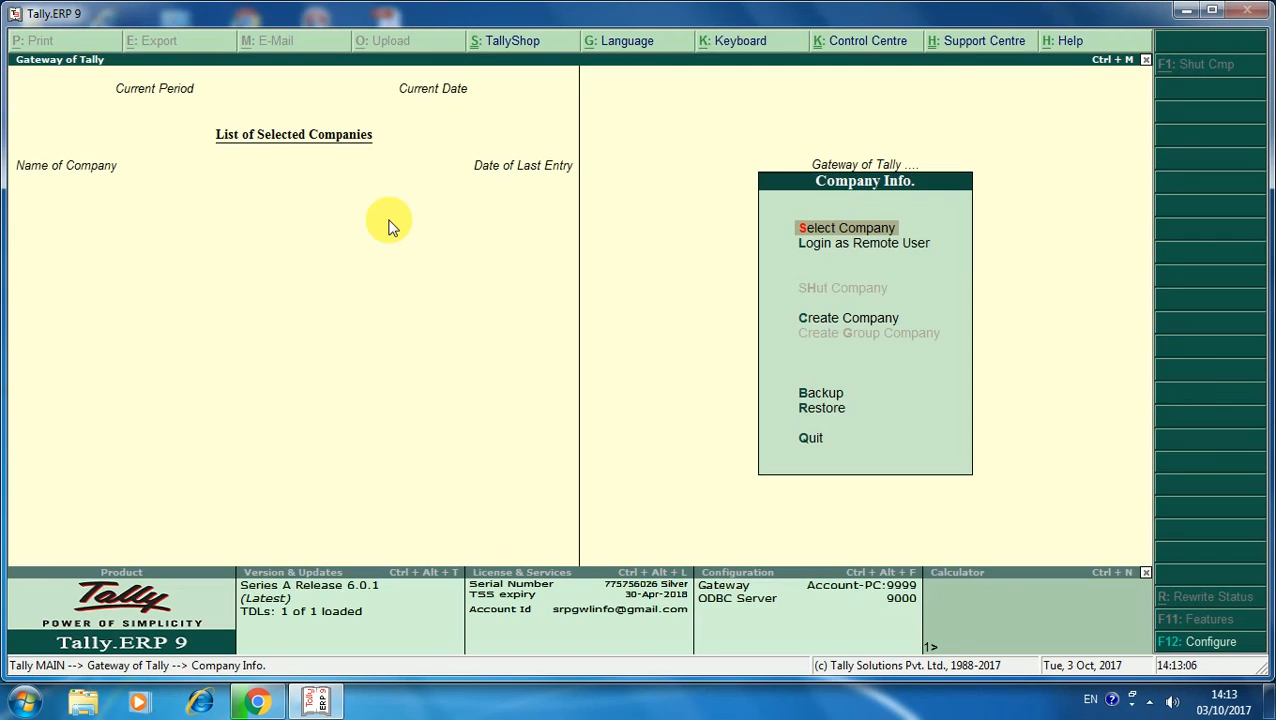 Tally.ERP 9
P: Print E: Export M: E-Mail O: Upload S: TallyShop G: Language K: Keyboard K: Control Centre H: Support Centre H: Help
Gateway of Tally Ctrl + M
F1: Shut Cmp
Current Period Current Date
List of Selected Companies
Name of Company Date of Last Entry
Gateway of Tally ....
Company Info.
Select Company
Login as Remote User
SHut Company
Create Company
Create Group Company
Backup
Restore
Quit
Product Version & Updates Ctrl + Alt + T License & Services Ctrl + Alt + L Configuration Ctrl + Alt + F Calculator Ctrl + N
Tally
POWER OF SIMPLICITY
Tally.ERP 9
Series A Release 6.0.1
(Latest)
TDLs: 1 of 1 loaded
Serial Number 775756026 Silver
TSS expiry 30-Apr-2018
Account Id srpgwlinfo@gmail.com
Gateway Account-PC:9999
ODBC Server 9000
1>
R: Rewrite Status
F11: Features
F12: Configure
Tally MAIN --> Gateway of Tally --> Company Info. (c) Tally Solutions Pvt. Ltd., 1988-2017 Tue, 3 Oct, 2017 14:13:06
Tally
ERP 9
EN
14:13
03/10/2017